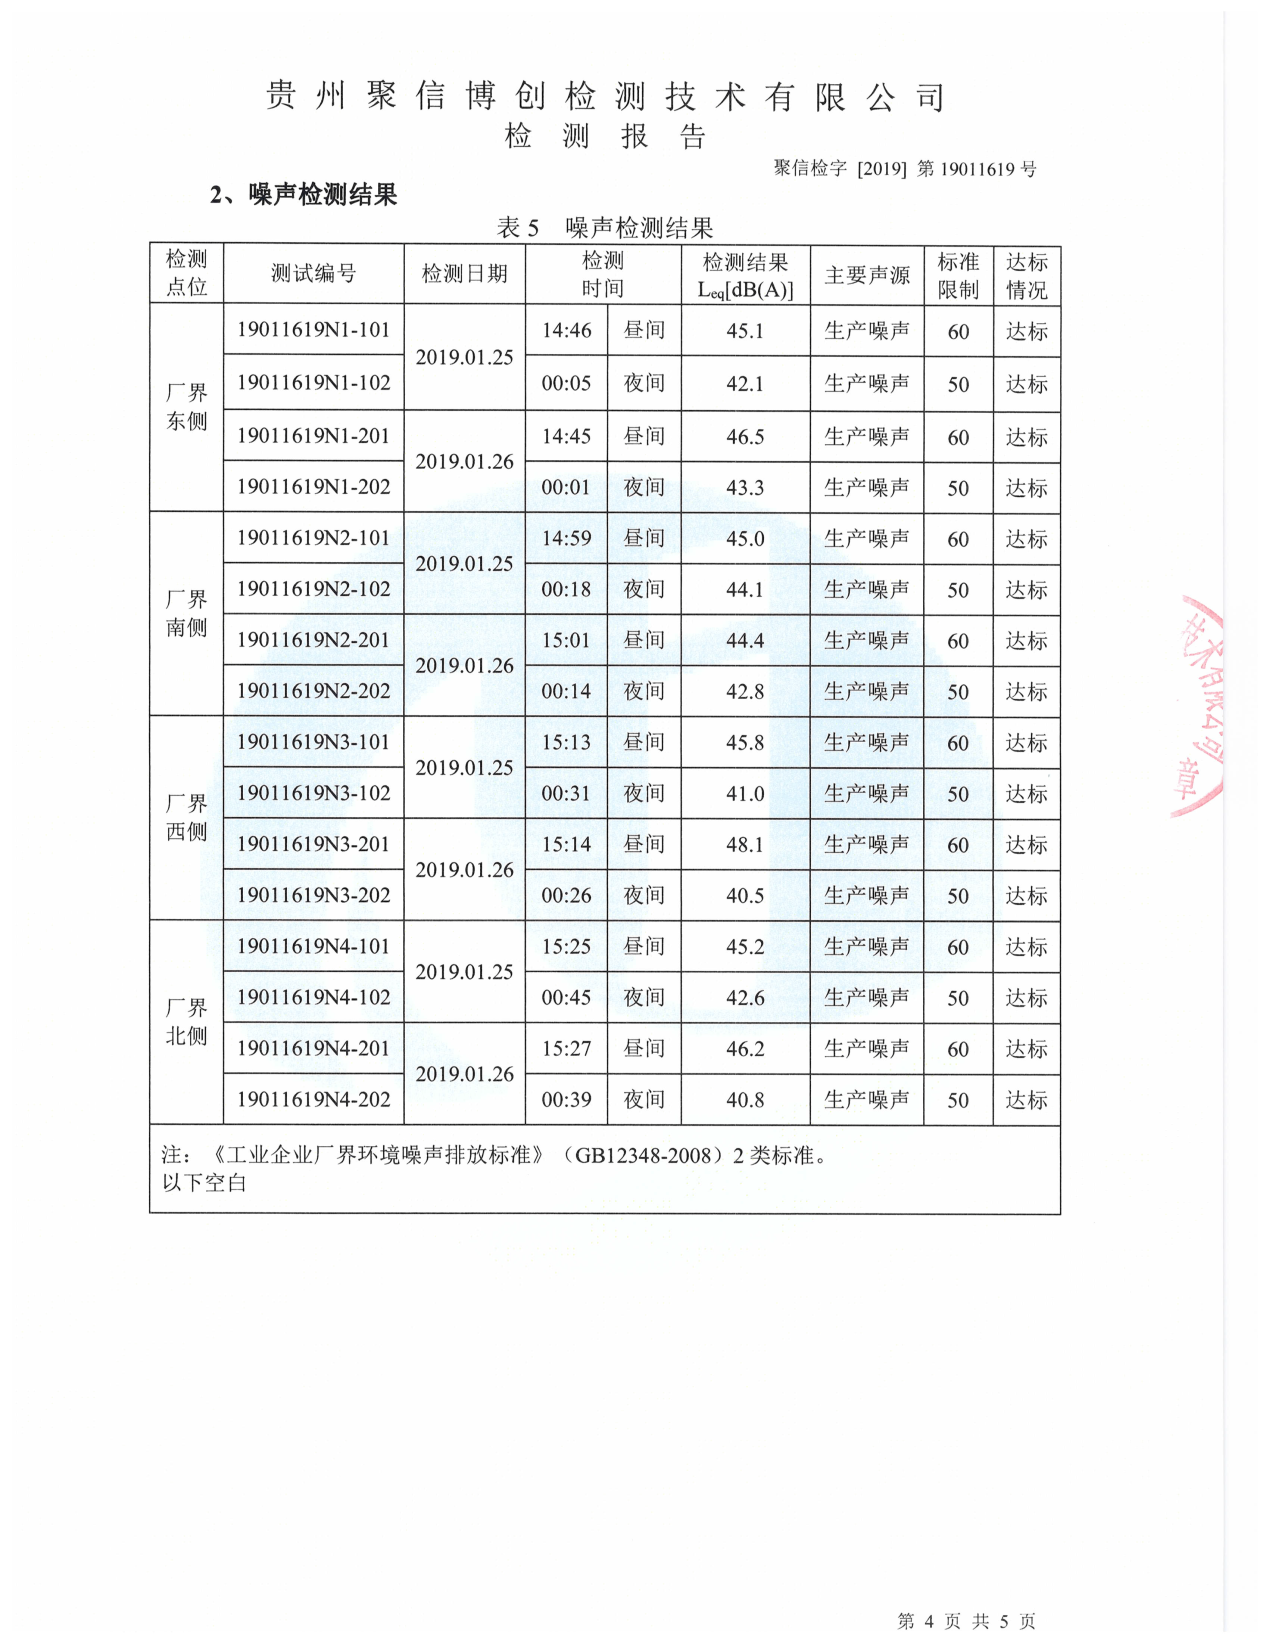 贵州聚信博创检测技术有限公司
检测报告
聚信检字 [2019] 第 19011619 号
2、噪声检测结果
表 5 噪声检测结果
检测点位 测试编号 检测日期 检测时间 检测结果 Leq[dB(A)] 主要声源 标准限制 达标情况
厂界东侧 19011619N1-101 2019.01.25 14:46 昼间 45.1 生产噪声 60 达标
19011619N1-102 00:05 夜间 42.1 生产噪声 50 达标
19011619N1-201 2019.01.26 14:45 昼间 46.5 生产噪声 60 达标
19011619N1-202 00:01 夜间 43.3 生产噪声 50 达标
厂界南侧 19011619N2-101 2019.01.25 14:59 昼间 45.0 生产噪声 60 达标
19011619N2-102 00:18 夜间 44.1 生产噪声 50 达标
19011619N2-201 2019.01.26 15:01 昼间 44.4 生产噪声 60 达标
19011619N2-202 00:14 夜间 42.8 生产噪声 50 达标
厂界西侧 19011619N3-101 2019.01.25 15:13 昼间 45.8 生产噪声 60 达标
19011619N3-102 00:31 夜间 41.0 生产噪声 50 达标
19011619N3-201 2019.01.26 15:14 昼间 48.1 生产噪声 60 达标
19011619N3-202 00:26 夜间 40.5 生产噪声 50 达标
厂界北侧 19011619N4-101 2019.01.25 15:25 昼间 45.2 生产噪声 60 达标
19011619N4-102 00:45 夜间 42.6 生产噪声 50 达标
19011619N4-201 2019.01.26 15:27 昼间 46.2 生产噪声 60 达标
19011619N4-202 00:39 夜间 40.8 生产噪声 50 达标
注：《工业企业厂界环境噪声排放标准》（GB12348-2008）2 类标准。
以下空白
技术有限公司
章
第 4 页 共 5 页